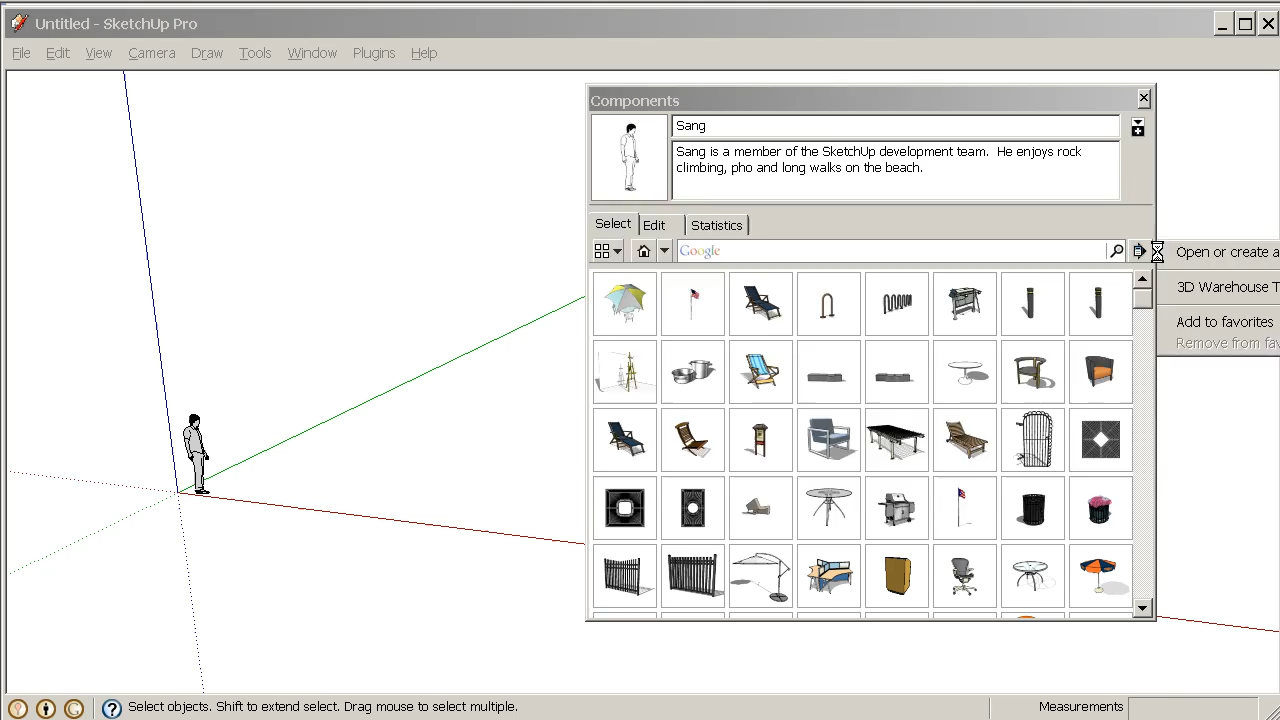 Untitled - SketchUp Pro
File Edit View Camera Draw Tools Window Plugins Help
Components
Sang
Sang is a member of the SketchUp development team. He enjoys rock
climbing, pho and long walks on the beach.
Select Edit Statistics
Google
Open or create a
3D Warehouse T
Add to favorites
Remove from fav
Select objects. Shift to extend select. Drag mouse to select multiple.
Measurements